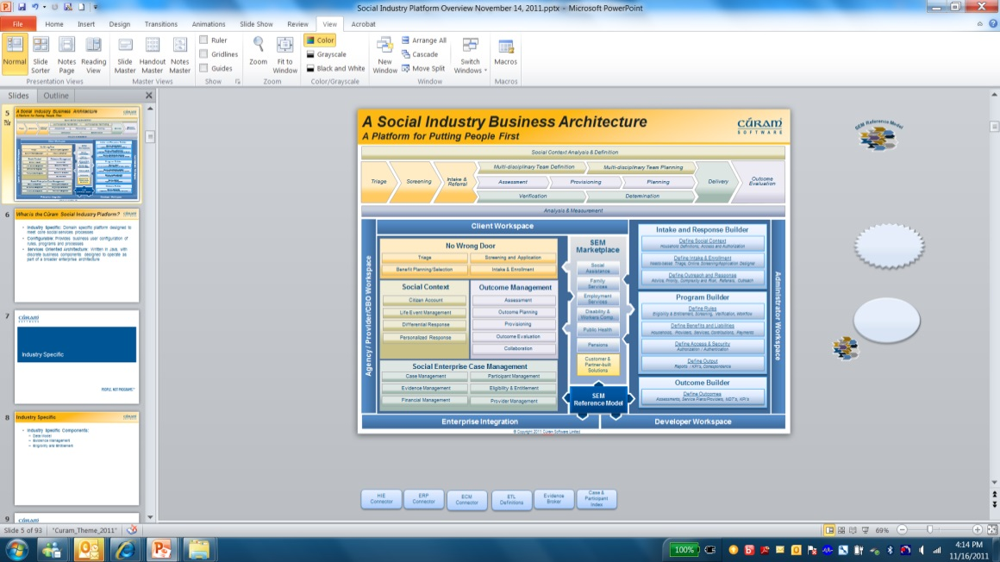 Social Industry Platform Overview November 14, 2011.pptx - Microsoft PowerPoint
File Home Insert Design Transitions Animations Slide Show Review View Acrobat
Normal
Slide Sorter
Notes Page
Reading View
Presentation Views
Slide Master
Handout Master
Notes Master
Master Views
Ruler
Gridlines
Guides
Show
Zoom
Fit to Window
Zoom
Color
Grayscale
Black and White
Color/Grayscale
New Window
Arrange All
Cascade
Move Split
Switch Windows
Window
Macros
Macros
Slides Outline
5
A Social Industry Business Architecture
A Platform for Putting People First
6
What is the Cúram Social Industry Platform?
Industry Specific: Domain specific platform designed to meet core social services processes
Configurable: Provides business user configuration of rules, programs and processes
Services Oriented Architecture: Written in Java, with discrete business components designed to operate as part of a broader enterprise architecture
7
CÚRAM
SOFTWARE
Industry Specific
PEOPLE. NOT PROGRAMS.
8
Industry Specific
Industry Specific Components:
Data Model
Evidence Management
Eligibility and Entitlement
9
A Social Industry Business Architecture
A Platform for Putting People First
CÚRAM
SOFTWARE
Social Context Analysis & Definition
Triage
Screening
Intake & Referral
Multi-disciplinary Team Definition
Multi-disciplinary Team Planning
Assessment
Provisioning
Planning
Verification
Determination
Delivery
Outcome Evaluation
Analysis & Measurement
Agency / Provider/CBO Workspace
Client Workspace
No Wrong Door
Triage
Screening and Application
Benefit Planning/Selection
Intake & Enrollment
Social Context
Citizen Account
Life Event Management
Differential Response
Personalized Response
Outcome Management
Assessment
Outcome Planning
Provisioning
Outcome Evaluation
Collaboration
Social Enterprise Case Management
Case Management
Participant Management
Evidence Management
Eligibility & Entitlement
Financial Management
Provider Management
SEM Marketplace
Social Assistance
Family Services
Employment Services
Disability & Workers Comp.
Public Health
Pensions
Customer & Partner-built Solutions
SEM
Reference Model
Intake and Response Builder
Define Social Context
Household Definitions, Access and Authorization
Define Intake & Enrollment
Needs-based Triage, Online Screening/Application Designer
Define Outreach and Response
Advice, Priority, Complexity and Risk, Referrals, Outreach
Program Builder
Define Rules
Eligibility & Entitlements, Screening, Verification, Workflow
Define Benefits and Liabilities
Households, Providers, Services, Contributions, Payments
Define Access & Security
Authorization / Authentication
Define Output
Reports / KPI's, Correspondence
Outcome Builder
Define Outcomes
Assessments, Service Plans/Providers, MDT's, KPI's
Administrator Workspace
Enterprise Integration
Developer Workspace
© Copyright 2011 Cúram Software Limited
SEM Reference Model
HIE Connector
ERP Connector
ECM Connector
ETL Definitions
Evidence Broker
Case & Participant Index
Slide 5 of 93
"Curam_Theme_2011"
69%
100%
4:14 PM
11/16/2011